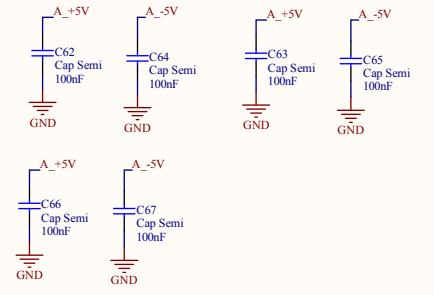 A_+5V
C62
Cap Semi
100nF
GND
A_-5V
C64
Cap Semi
100nF
GND
A_+5V
C63
Cap Semi
100nF
GND
A_-5V
C65
Cap Semi
100nF
GND
A_+5V
C66
Cap Semi
100nF
GND
A_-5V
C67
Cap Semi
100nF
GND